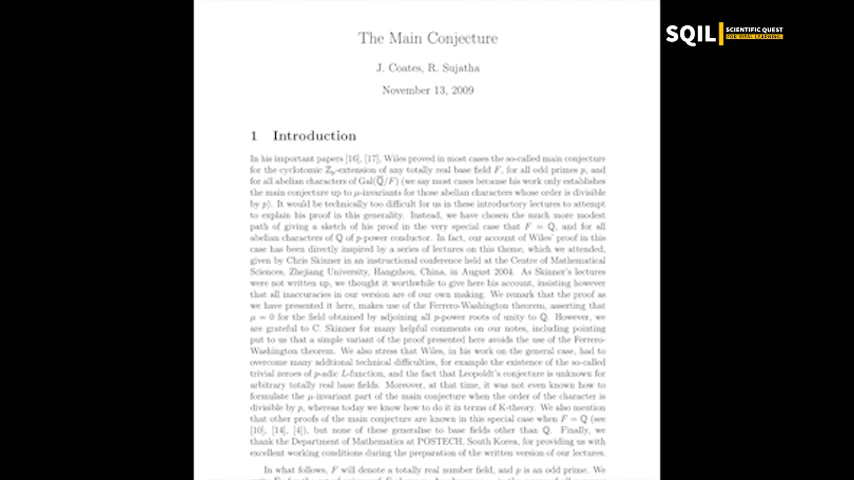 The Main Conjecture
J. Coates, R. Sujatha
November 13, 2009
SQIL
SCIENTIFIC QUEST
FOR IDEAL LEARNING
1 Introduction
In his important papers [16], [17], Wiles proved in most cases the so-called main conjecture
for the cyclotomic ℤp-extension of any totally real base field F, for all odd primes p, and
for all abelian characters of Gal(ℚ̅/F) (we say most cases because his work only establishes
the main conjecture up to μ-invariants for those abelian characters whose order is divisible
by p). It would be technically too difficult for us in these introductory lectures to attempt
to explain his proof in this generality. Instead, we have chosen the much more modest
path of giving a sketch of his proof in the very special case that F = ℚ, and for all
abelian characters of ℚ of p-power conductor. In fact, our account of Wiles' proof in this
case has been directly inspired by a series of lectures on this theme, which we attended,
given by Chris Skinner in an instructional conference held at the Centre of Mathematical
Sciences, Zhejiang University, Hangzhou, China, in August 2004. As Skinner's lectures
were not written up, we thought it worthwhile to give here his account, insisting however
that all inaccuracies in our version are of our own making. We remark that the proof as
we have presented it here, makes use of the Ferrero-Washington theorem, asserting that
μ = 0 for the field obtained by adjoining all p-power roots of unity to ℚ. However, we
are grateful to C. Skinner for many helpful comments on our notes, including pointing
put to us that a simple variant of the proof presented here avoids the use of the Ferrero-
Washington theorem. We also stress that Wiles, in his work on the general case, had to
overcome many addtional technical difficulties, for example the existence of the so-called
trivial zeroes of p-adic L-function, and the fact that Leopoldt's conjecture is unknown for
arbitrary totally real base fields. Moreover, at that time, it was not even known how to
formulate the μ-invariant part of the main conjecture when the order of the character is
divisible by p, whereas today we know how to do it in terms of K-theory. We also mention
that other proofs of the main conjecture are known in this special case when F = ℚ (see
[10], [14], [4]), but none of these generalise to base fields other than ℚ. Finally, we
thank the Department of Mathematics at POSTECH, South Korea, for providing us with
excellent working conditions during the preparation of the written version of our lectures.
In what follows, F will denote a totally real number field, and p is an odd prime. We